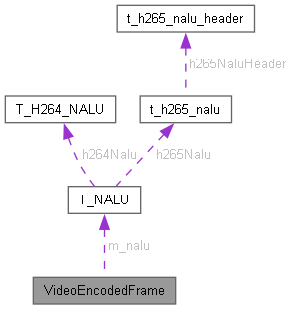 t_h265_nalu_header
h265NaluHeader
T_H264_NALU
t_h265_nalu
h264Nalu
h265Nalu
T_NALU
m_nalu
VideoEncodedFrame